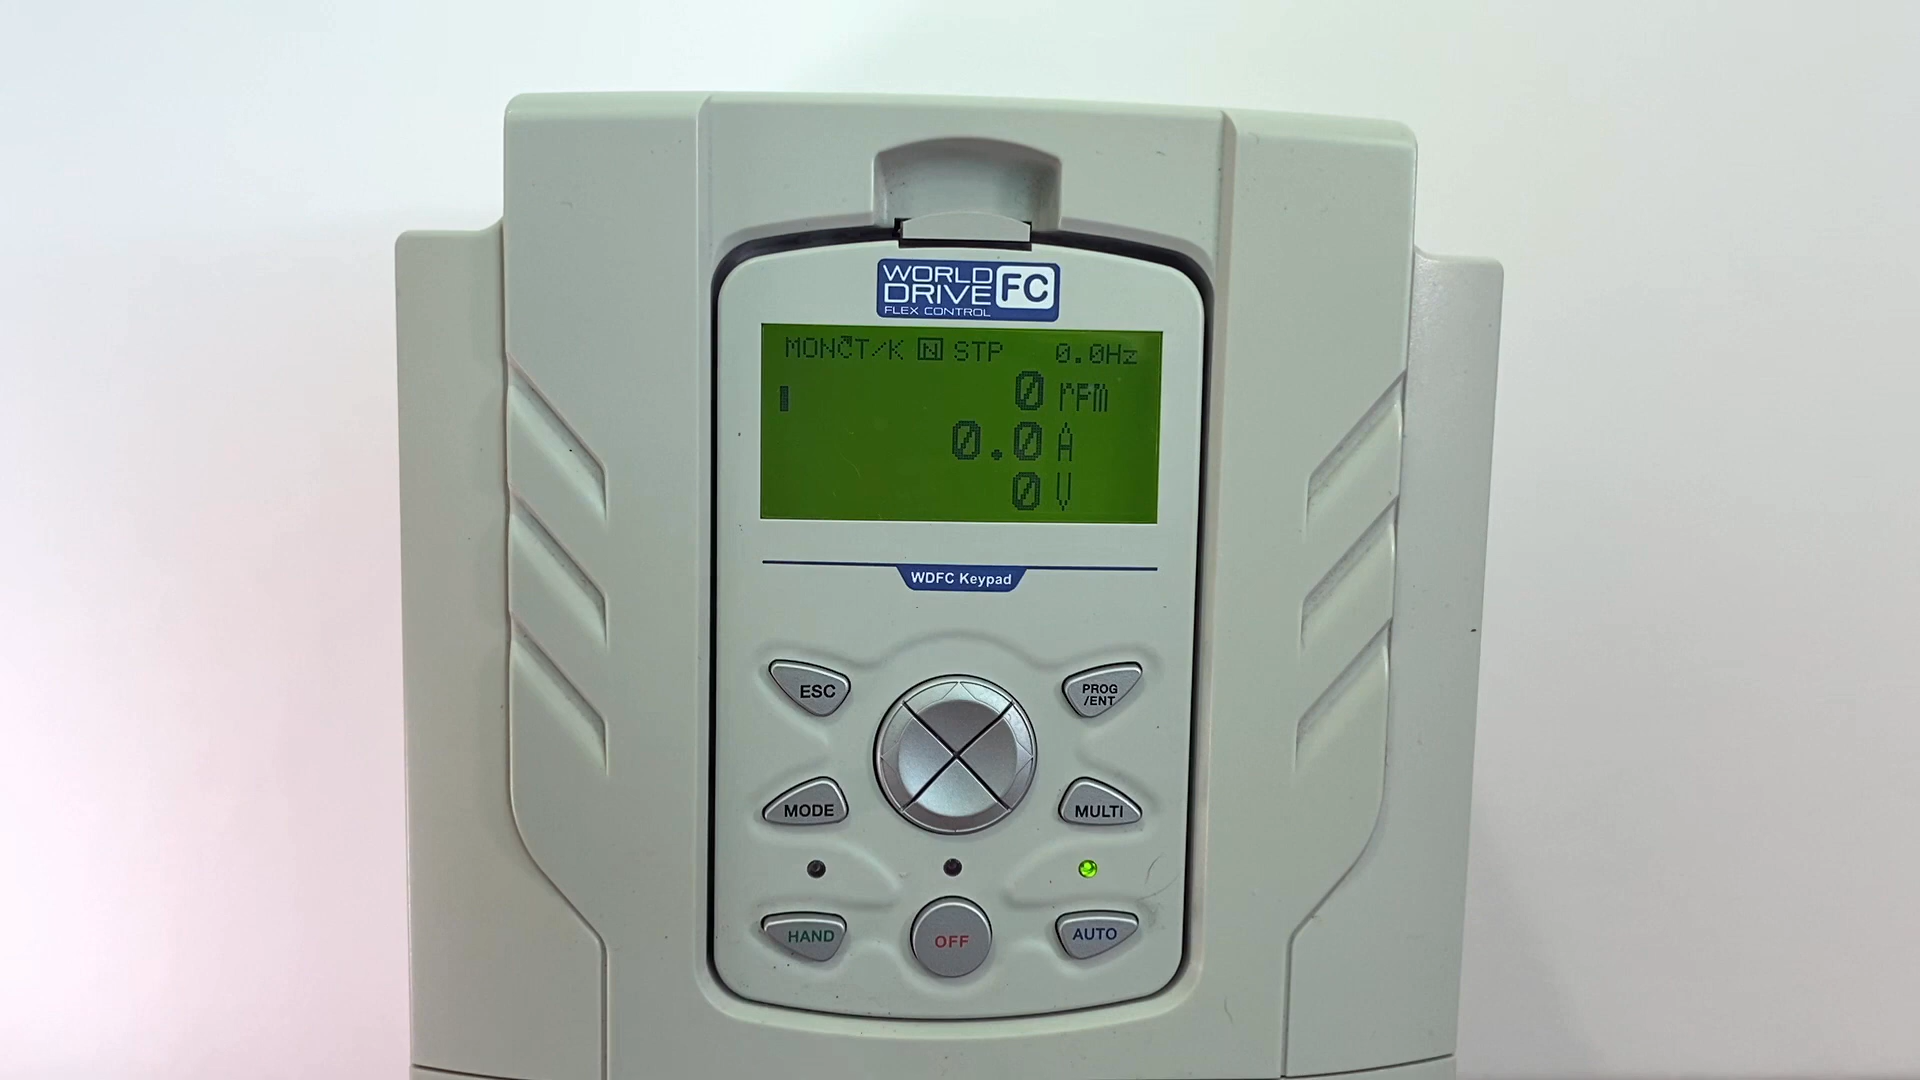 WORLD
DRIVE FC
FLEX CONTROL
MON T/K N STP 0.0Hz
0 rpm
0.0 A
0 V
WDFC Keypad
ESC
PROG
/ENT
MODE
MULTI
HAND
OFF
AUTO